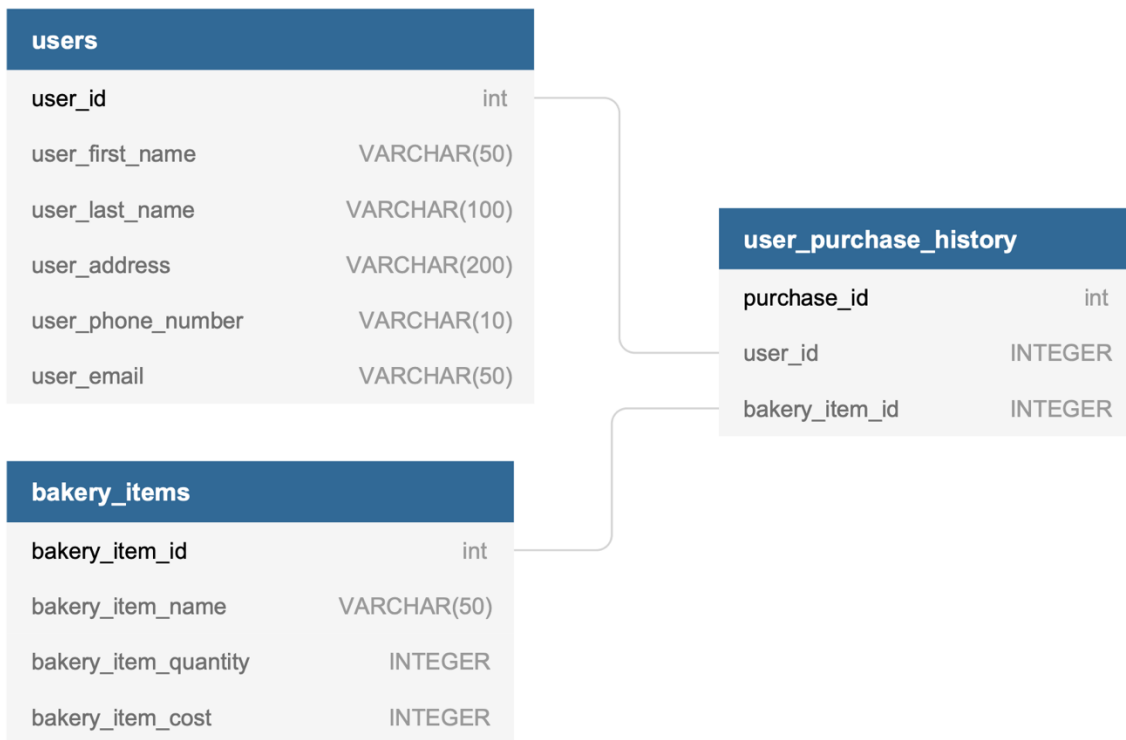 users
user_id int
user_first_name VARCHAR(50)
user_last_name VARCHAR(100)
user_address VARCHAR(200)
user_phone_number VARCHAR(10)
user_email VARCHAR(50)
user_purchase_history
purchase_id int
user_id INTEGER
bakery_item_id INTEGER
bakery_items
bakery_item_id int
bakery_item_name VARCHAR(50)
bakery_item_quantity INTEGER
bakery_item_cost INTEGER